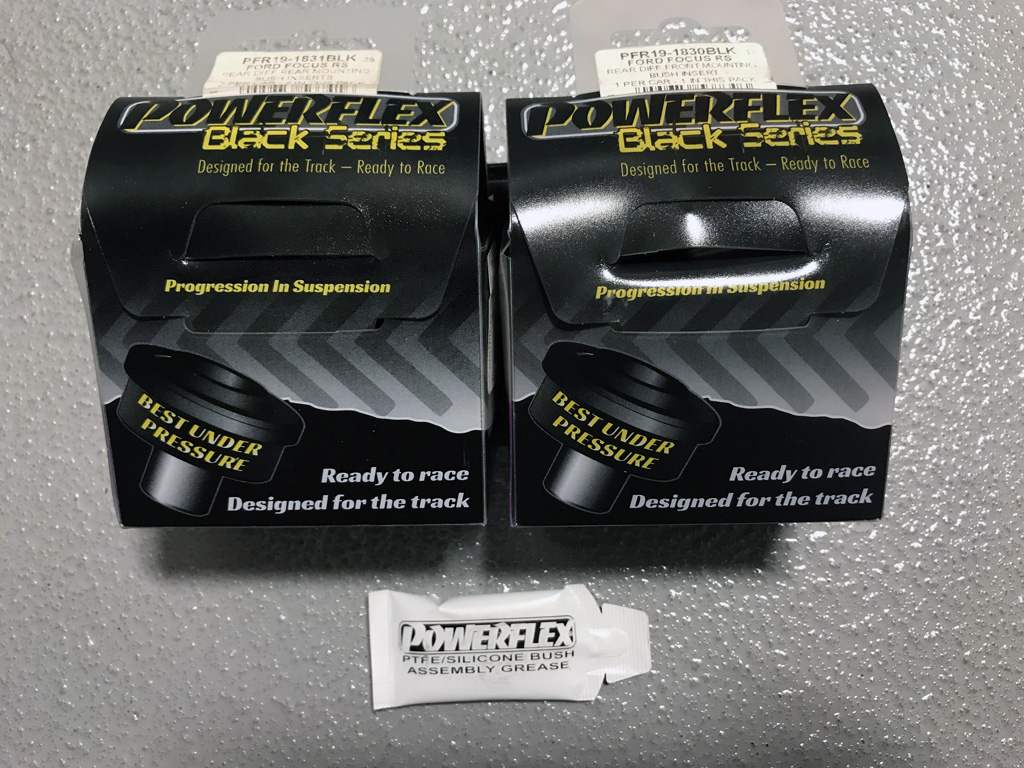 PFR19-1831BLK
FORD FOCUS RS
REAR DIFF REAR MOUNTING
BUSH INSERTS
POWERFLEX
Black Series
Designed for the Track – Ready to Race
Progression In Suspension
BEST UNDER
PRESSURE
Ready to race
Designed for the track
PFR19-1830BLK
FORD FOCUS RS
REAR DIFF FRONT MOUNTING
BUSH INSERT
1 PER CAR - 1 IN THIS PACK
POWERFLEX
Black Series
Designed for the Track – Ready to Race
Progression In Suspension
BEST UNDER
PRESSURE
Ready to race
Designed for the track
POWERFLEX
PTFE/SILICONE BUSH
ASSEMBLY GREASE